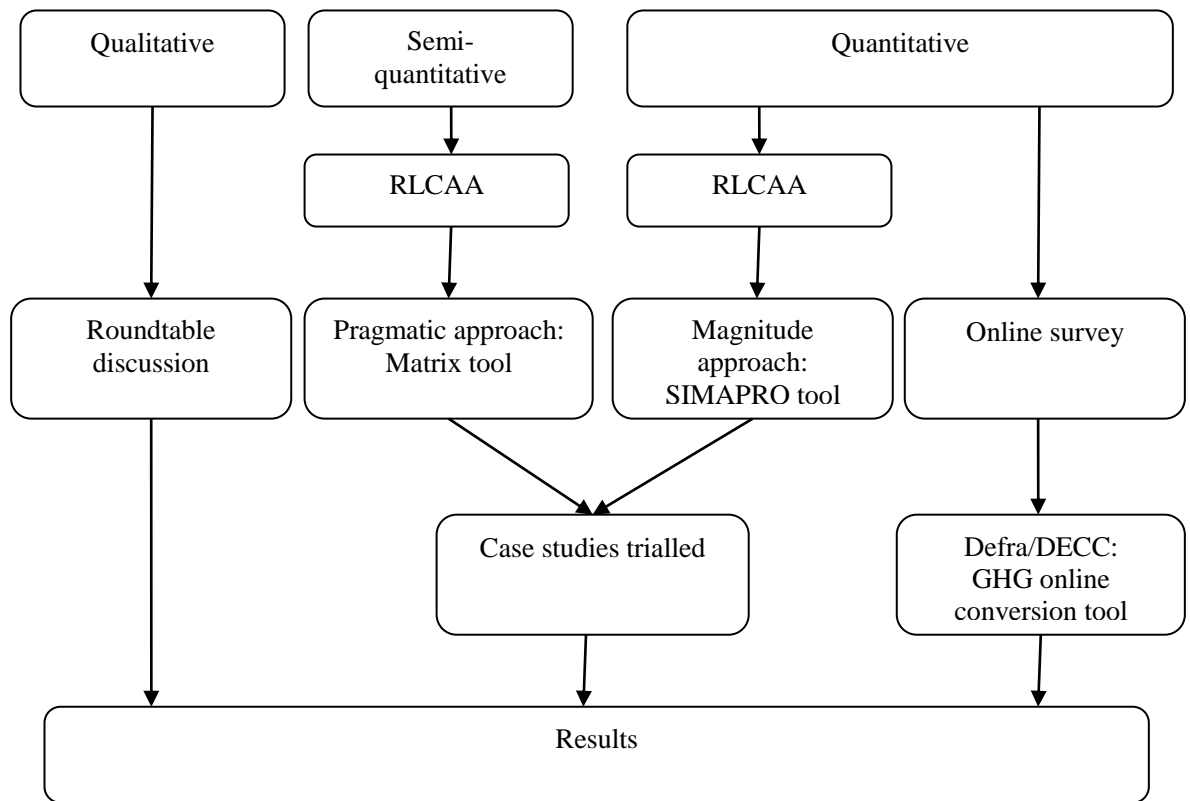 Qualitative
Semi-
quantitative
Quantitative
RLCAA
RLCAA
Roundtable
discussion
Pragmatic approach:
Matrix tool
Magnitude
approach:
SIMAPRO tool
Online survey
Case studies trialled
Defra/DECC:
GHG online
conversion tool
Results